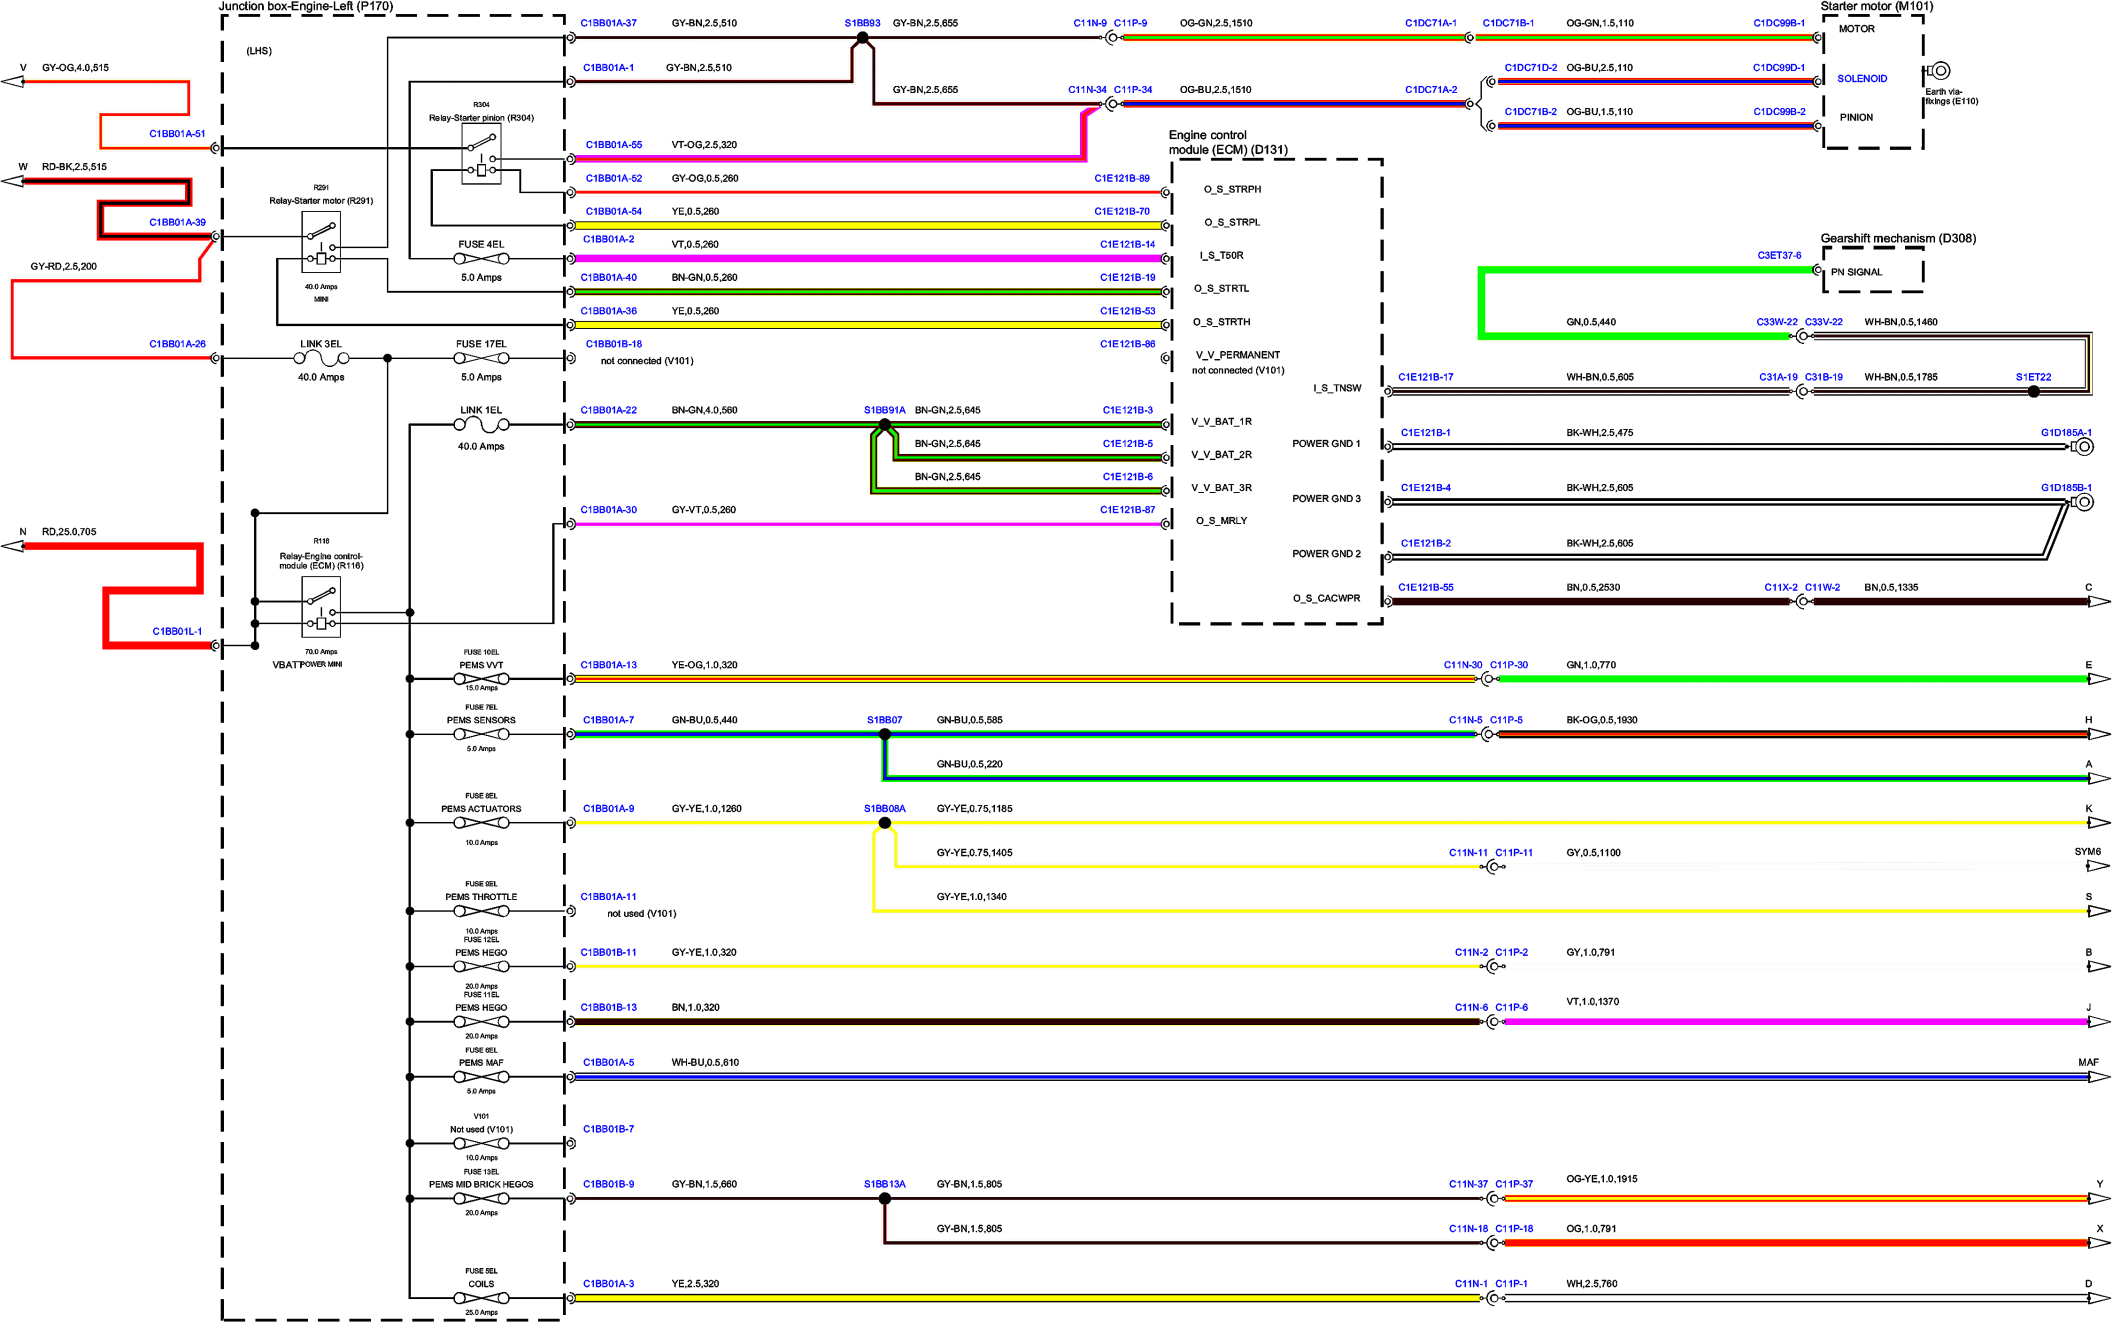 Junction box-Engine-Left (P170)
(LHS)
V GY-OG,4.0,515
C1BB01A-51
W RD-BK,2.5,515
C1BB01A-39
GY-RD,2.5,200
C1BB01A-26
N RD,25.0,705
C1BB01L-1
R304
Relay-Starter pinion (R304)
R291
Relay-Starter motor (R291)
40.0 Amps
MINI
LINK 3EL
40.0 Amps
FUSE 4EL
5.0 Amps
FUSE 17EL
5.0 Amps
LINK 1EL
40.0 Amps
R118
Relay-Engine control-
module (ECM) (R116)
70.0 Amps
VBATT
POWER MINI
FUSE 10EL
PEMS VVT
15.0 Amps
FUSE 7EL
PEMS SENSORS
5.0 Amps
FUSE 8EL
PEMS ACTUATORS
10.0 Amps
FUSE 9EL
PEMS THROTTLE
10.0 Amps
FUSE 12EL
PEMS HEGO
20.0 Amps
FUSE 11EL
PEMS HEGO
20.0 Amps
FUSE 6EL
PEMS MAF
5.0 Amps
V101
Not used (V101)
10.0 Amps
FUSE 13EL
PEMS MID BRICK HEGOS
20.0 Amps
FUSE 5EL
COILS
25.0 Amps
C1BB01A-37 GY-BN,2.5,510 S1BB93 GY-BN,2.5,655 C11N-9 C11P-9 OG-GN,2.5,1510 C1DC71A-1 C1DC71B-1 OG-GN,1.5,110 C1DC99B-1
C1BB01A-1 GY-BN,2.5,510
GY-BN,2.5,655 C11N-34 C11P-34 OG-BU,2.5,1510 C1DC71A-2
C1DC71D-2 OG-BU,2.5,110 C1DC99D-1
C1DC71B-2 OG-BU,1.5,110 C1DC99B-2
Starter motor (M101)
MOTOR
SOLENOID
PINION
Earth via-
fixings (E110)
C1BB01A-55 VT-OG,2.5,320
C1BB01A-52 GY-OG,0.5,260 C1E121B-89
C1BB01A-54 YE,0.5,260 C1E121B-70
C1BB01A-2 VT,0.5,260 C1E121B-14
C1BB01A-40 BN-GN,0.5,260 C1E121B-19
C1BB01A-36 YE,0.5,260 C1E121B-53
C1BB01B-18 C1E121B-86
not connected (V101)
C1BB01A-22 BN-GN,4.0,560 S1BB91A BN-GN,2.5,645 C1E121B-3
BN-GN,2.5,645 C1E121B-5
BN-GN,2.5,645 C1E121B-6
C1BB01A-30 GY-VT,0.5,260 C1E121B-87
Engine control
module (ECM) (D131)
O_S_STRPH
O_S_STRPL
I_S_T50R
O_S_STRTL
O_S_STRTH
V_V_PERMANENT
not connected (V101)
V_V_BAT_1R
V_V_BAT_2R
V_V_BAT_3R
O_S_MRLY
I_S_TNSW
POWER GND 1
POWER GND 3
POWER GND 2
O_S_CACWPR
Gearshift mechanism (D308)
C3ET37-6
PN SIGNAL
GN,0.5,440 C33W-22 C33V-22 WH-BN,0.5,1460
C1E121B-17 WH-BN,0.5,605 C31A-19 C31B-19 WH-BN,0.5,1785 S1ET22
C1E121B-1 BK-WH,2.5,475 G1D185A-1
C1E121B-4 BK-WH,2.5,605 G1D185B-1
C1E121B-2 BK-WH,2.5,605
C1E121B-55 BN,0.5,2530 C11X-2 C11W-2 BN,0.5,1335 C
C1BB01A-13 YE-OG,1.0,320 C11N-30 C11P-30 GN,1.0,770 E
C1BB01A-7 GN-BU,0.5,440 S1BB07 GN-BU,0.5,585 C11N-5 C11P-5 BK-OG,0.5,1930 H
GN-BU,0.5,220 A
C1BB01A-9 GY-YE,1.0,1260 S1BB08A GY-YE,0.75,1185 K
GY-YE,0.75,1405 C11N-11 C11P-11 GY,0.5,1100 SYM6
C1BB01A-11
not used (V101)
GY-YE,1.0,1340 S
C1BB01B-11 GY-YE,1.0,320 C11N-2 C11P-2 GY,1.0,791 B
C1BB01B-13 BN,1.0,320 C11N-6 C11P-6 VT,1.0,1370 J
C1BB01A-5 WH-BU,0.5,610 MAF
C1BB01B-7
C1BB01B-9 GY-BN,1.5,660 S1BB13A GY-BN,1.5,805 C11N-37 C11P-37 OG-YE,1.0,1915 Y
GY-BN,1.5,805 C11N-18 C11P-18 OG,1.0,791 X
C1BB01A-3 YE,2.5,320 C11N-1 C11P-1 WH,2.5,760 D